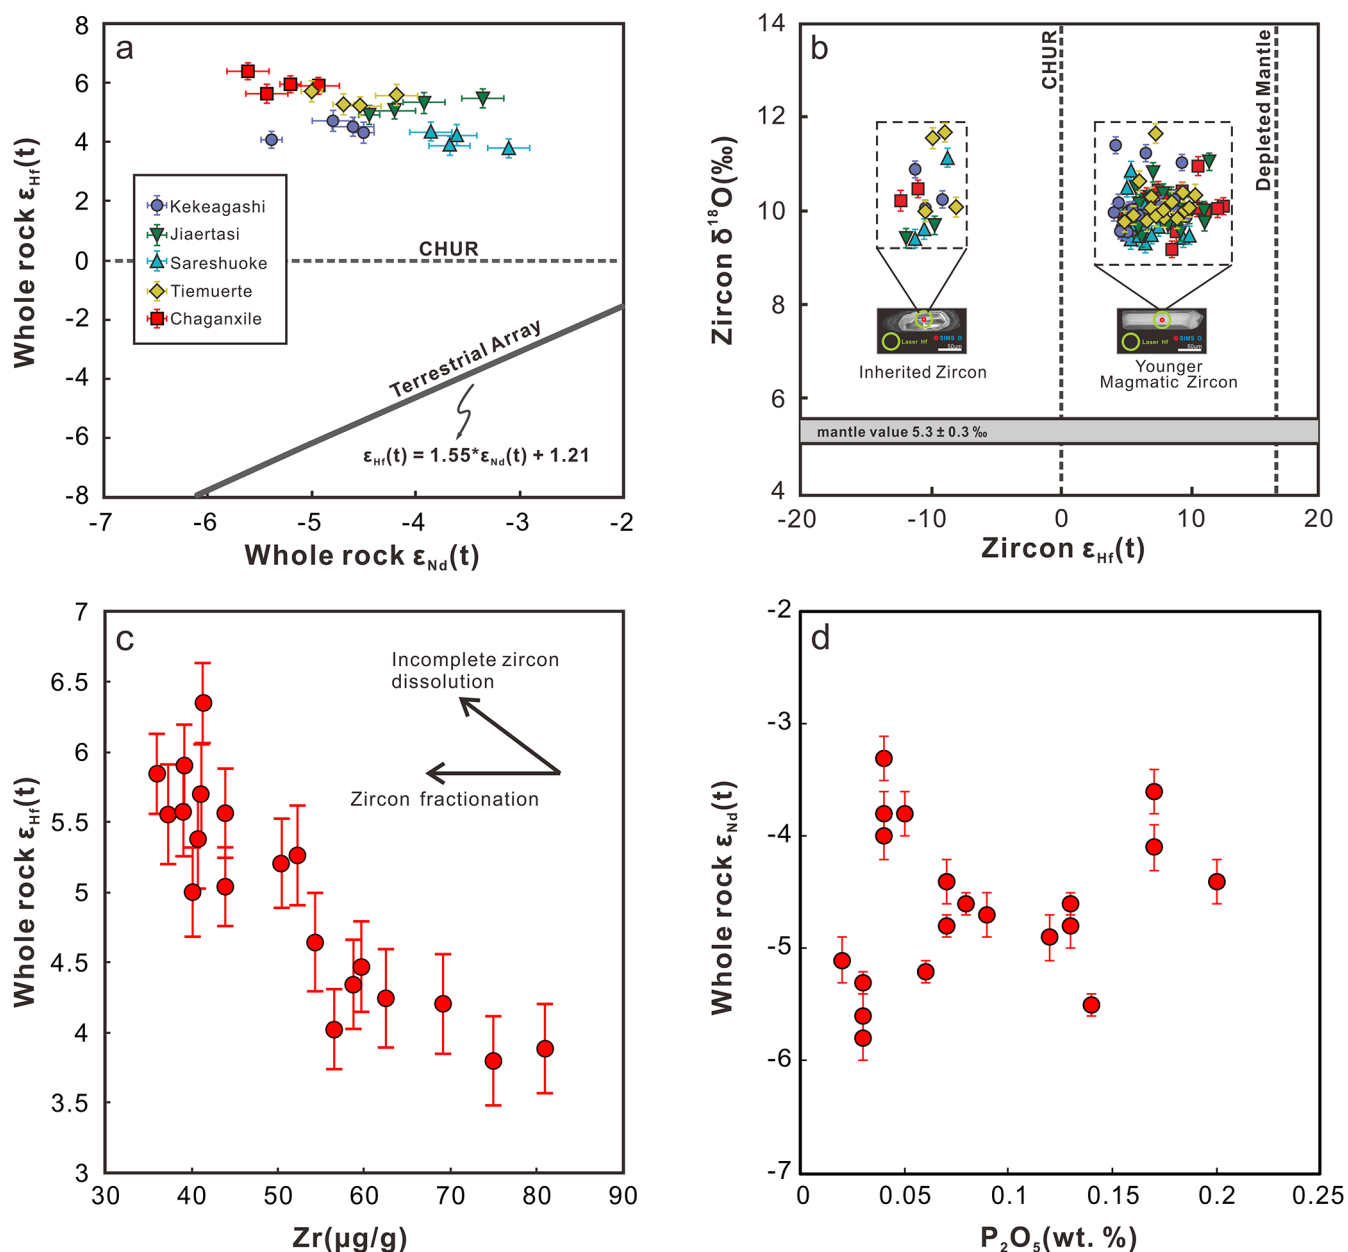 a
8
6
4
2
0
-2
-4
-6
-8
-7
-6
-5
-4
-3
-2
Whole rock εHf(t)
Whole rock εNd(t)
Kekeagashi
Jiaertasi
Sareshuoke
Tiemuerte
Chaganxile
CHUR
Terrestrial Array
εHf(t) = 1.55*εNd(t) + 1.21
b
14
12
10
8
6
4
-20
-10
0
10
20
Zircon δ18O(‰)
Zircon εHf(t)
CHUR
Depleted Mantle
Laser Hf
SIMS O
50um
Inherited Zircon
Laser Hf
SIMS O
50um
Younger
Magmatic Zircon
mantle value 5.3 ± 0.3 ‰
c
7
6.5
6
5.5
5
4.5
4
3.5
3
30
40
50
60
70
80
90
Whole rock εHf(t)
Zr(μg/g)
Incomplete zircon
dissolution
Zircon fractionation
d
-2
-3
-4
-5
-6
-7
0
0.05
0.1
0.15
0.2
0.25
Whole rock εNd(t)
P2O5(wt. %)